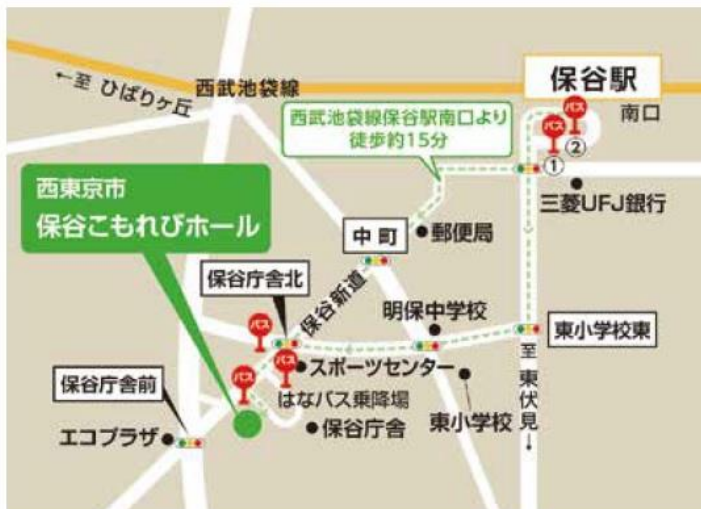 ←至 ひばりヶ丘
西武池袋線
保谷駅
南口
バス
バス
①
②
西武池袋線保谷駅南口より
徒歩約15分
三菱UFJ銀行
西東京市
保谷こもれびホール
中町
郵便局
保谷庁舎北
保谷新道
明保中学校
東小学校東
バス
バス
バス
スポーツセンター
はなバス乗降場
保谷庁舎前
エコプラザ
保谷庁舎
東小学校
至 東伏見→